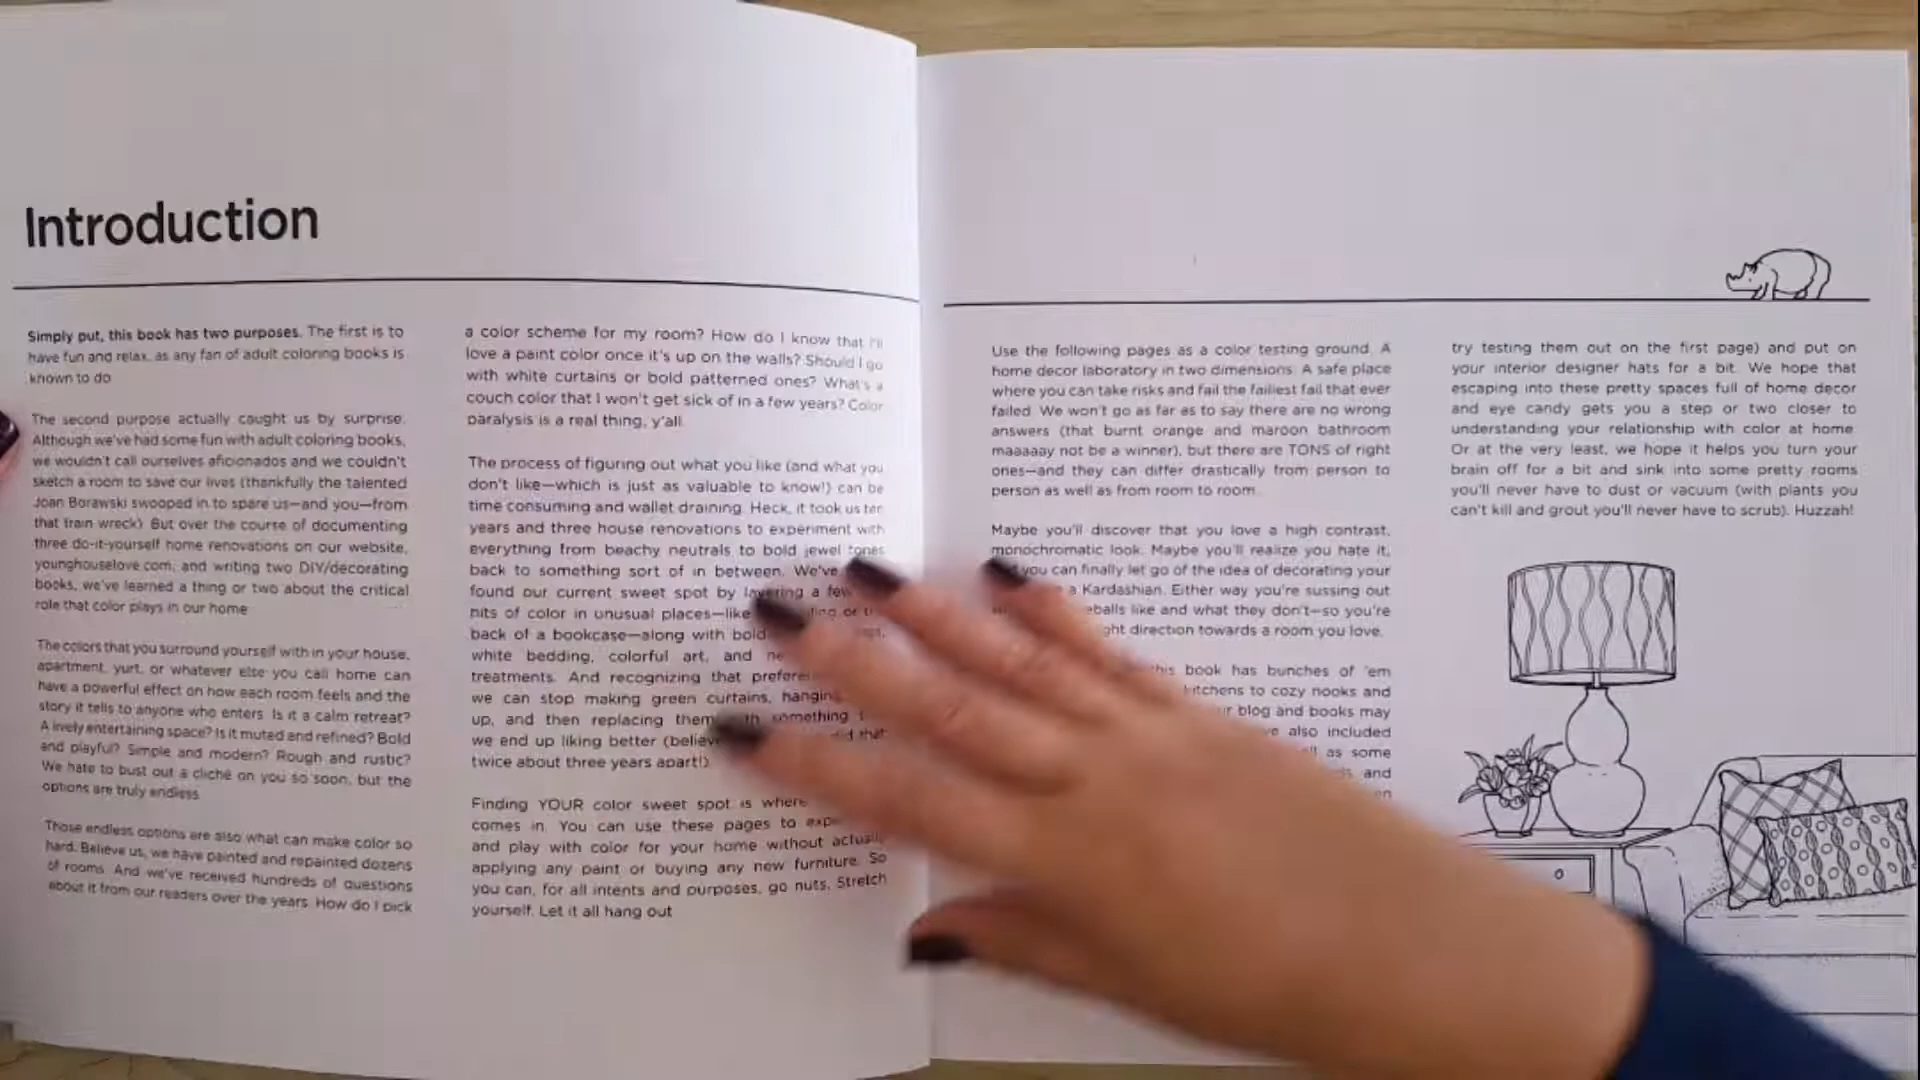 Introduction
Simply put, this book has two purposes. The first is to
have fun and relax, as any fan of adult coloring books is
known to do
The second purpose actually caught us by surprise.
Although we've had some fun with adult coloring books,
we wouldn't call ourselves aficionados and we couldn't
sketch a room to save our lives (thankfully the talented
Joan Borawski swooped in to spare us—and you—from
that train wreck). But over the course of documenting
three do-it-yourself home renovations on our website,
younghouselove.com, and writing two DIY/decorating
books, we've learned a thing or two about the critical
role that color plays in our home
The colors that you surround yourself with in your house,
apartment, yurt, or whatever else you call home can
have a powerful effect on how each room feels and the
story it tells to anyone who enters. Is it a calm retreat?
A lively entertaining space? Is it muted and refined? Bold
and playful? Simple and modern? Rough and rustic?
We hate to bust out a cliché on you so soon, but the
options are truly endless.
Those endless options are also what can make color so
hard. Believe us, we have painted and repainted dozens
of rooms. And we've received hundreds of questions
about it from our readers over the years. How do I pick
a color scheme for my room? How do I know that I'll
love a paint color once it's up on the walls? Should I go
with white curtains or bold patterned ones? What's a
couch color that I won't get sick of in a few years? Color
paralysis is a real thing, y'all.
The process of figuring out what you like (and what you
don't like—which is just as valuable to know!) can be
time consuming and wallet draining. Heck, it took us ten
years and three house renovations to experiment with
everything from beachy neutrals to bold jewel tones
back to something sort of in between. We've
found our current sweet spot by layering a few
hits of color in unusual places—like or the
back of a bookcase—along with bold
white bedding, colorful art, and
treatments. And recognizing that
we can stop making green curtains, hanging
up, and then replacing them something
we end up liking better that
twice about three years apart!).
Finding YOUR color sweet spot is where
comes in. You can use these pages to
and play with color for your home without actually
applying any paint or buying any new furniture. So
you can, for all intents and purposes, go nuts. Stretch
yourself. Let it all hang out
Use the following pages as a color testing ground. A
home decor laboratory in two dimensions. A safe place
where you can take risks and fail the failiest fail that ever
failed. We won't go as far as to say there are no wrong
answers (that burnt orange and maroon bathroom
maaaaay not be a winner), but there are TONS of right
ones—and they can differ drastically from person to
person as well as from room to room.
Maybe you'll discover that you love a high contrast,
monochromatic look. Maybe you'll realize you hate it,
you can finally let go of the idea of decorating your
a Kardashian. Either way you're sussing out
like and what they don't—so you're
direction towards a room you love.
this book has bunches of 'em
to cozy nooks and
blog and books may
also included
as some
and
try testing them out on the first page) and put on
your interior designer hats for a bit. We hope that
escaping into these pretty spaces full of home decor
and eye candy gets you a step or two closer to
understanding your relationship with color at home.
Or at the very least, we hope it helps you turn your
brain off for a bit and sink into some pretty rooms
you'll never have to dust or vacuum (with plants you
can't kill and grout you'll never have to scrub). Huzzah!